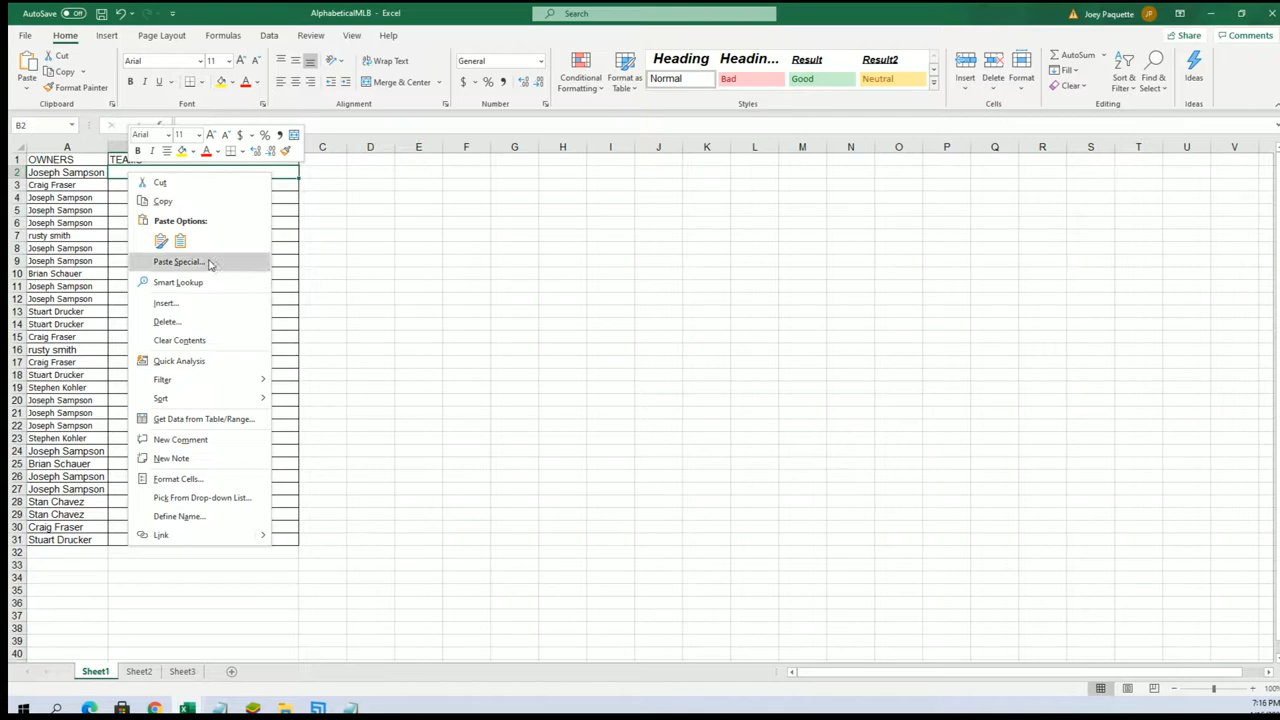 AutoSave Off AlphabeticalMLB - Excel Search Joey Paquette JP
File Home Insert Page Layout Formulas Data Review View Help Share Comments
Paste Cut Copy Format Painter Clipboard
Arial 11 B I U Font
Wrap Text Merge & Center Alignment
General $ % Number
Conditional Formatting Format as Table
Heading Headin... Result Result2
Normal Bad Good Neutral
Styles
Insert Delete Format Cells
AutoSum Fill Clear Sort & Filter Find & Select Editing
Ideas Ideas
B2
Arial 11 $ % B I
A C D E F G H I J K L M N O P Q R S T U V
1 OWNERS
2 Joseph Sampson
3 Craig Fraser
4 Joseph Sampson
5 Joseph Sampson
6 Joseph Sampson
7 rusty smith
8 Joseph Sampson
9 Joseph Sampson
10 Brian Schauer
11 Joseph Sampson
12 Joseph Sampson
13 Stuart Drucker
14 Stuart Drucker
15 Craig Fraser
16 rusty smith
17 Craig Fraser
18 Stuart Drucker
19 Stephen Kohler
20 Joseph Sampson
21 Joseph Sampson
22 Joseph Sampson
23 Stephen Kohler
24 Joseph Sampson
25 Brian Schauer
26 Joseph Sampson
27 Joseph Sampson
28 Stan Chavez
29 Stan Chavez
30 Craig Fraser
31 Stuart Drucker
32
33
34
35
36
37
38
39
40
Cut
Copy
Paste Options:
Paste Special...
Smart Lookup
Insert...
Delete...
Clear Contents
Quick Analysis
Filter
Sort
Get Data from Table/Range...
New Comment
New Note
Format Cells...
Pick From Drop-down List...
Define Name...
Link
Sheet1 Sheet2 Sheet3
100%
7:16 PM